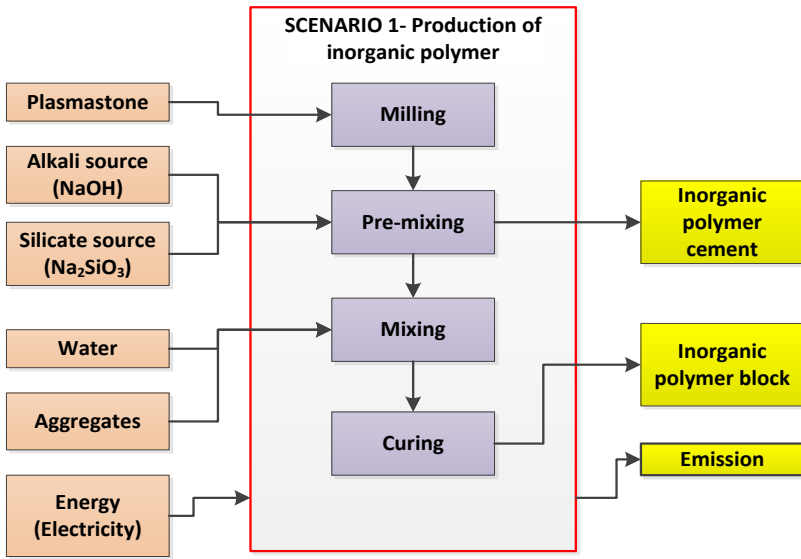 SCENARIO 1- Production of
inorganic polymer
Plasmastone
Milling
Alkali source
(NaOH)
Silicate source
(Na₂SiO₃)
Pre-mixing
Inorganic
polymer
cement
Water
Aggregates
Mixing
Inorganic
polymer block
Curing
Emission
Energy
(Electricity)